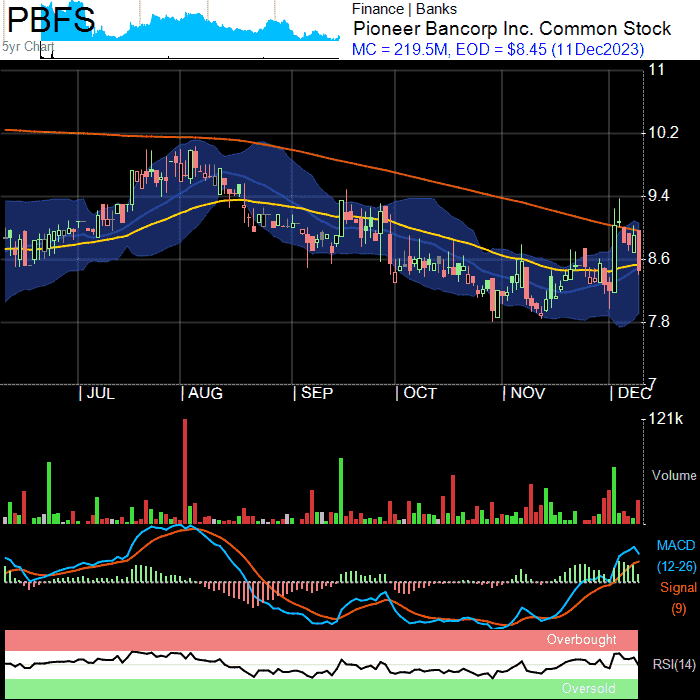 PBFS
5yr Chart
Finance | Banks
Pioneer Bancorp Inc. Common Stock
MC = 219.5M, EOD = $8.45 (11Dec2023)
11
10.2
9.4
8.6
7.8
7
JUL
AUG
SEP
OCT
NOV
DEC
121k
Volume
MACD
(12-26)
Signal
(9)
Overbought
RSI(14)
Oversold